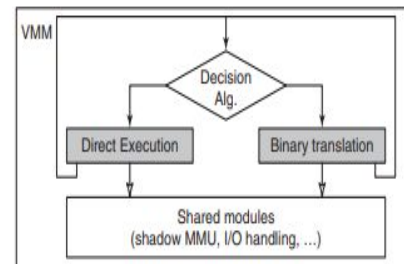 VMM
Decision
Alg.
Direct Execution
Binary translation
Shared modules
(shadow MMU, I/O handling, ...)